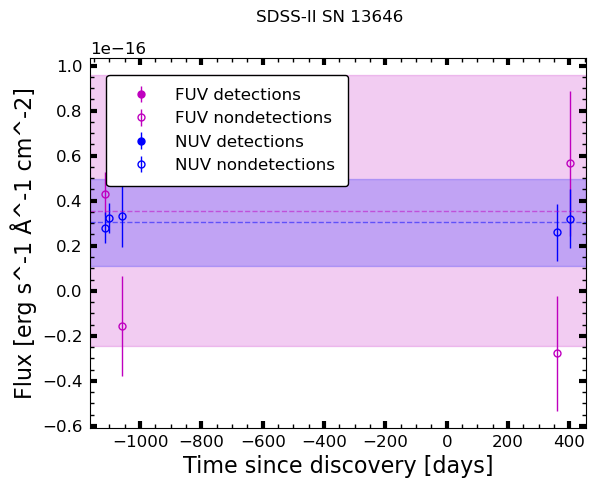 SDSS-II SN 13646
1e−16
FUV detections
FUV nondetections
NUV detections
NUV nondetections
1.0
0.8
0.6
0.4
0.2
0.0
−0.2
−0.4
−0.6
Flux [erg s^-1 Å^-1 cm^-2]
−1000 −800 −600 −400 −200 0 200 400
Time since discovery [days]